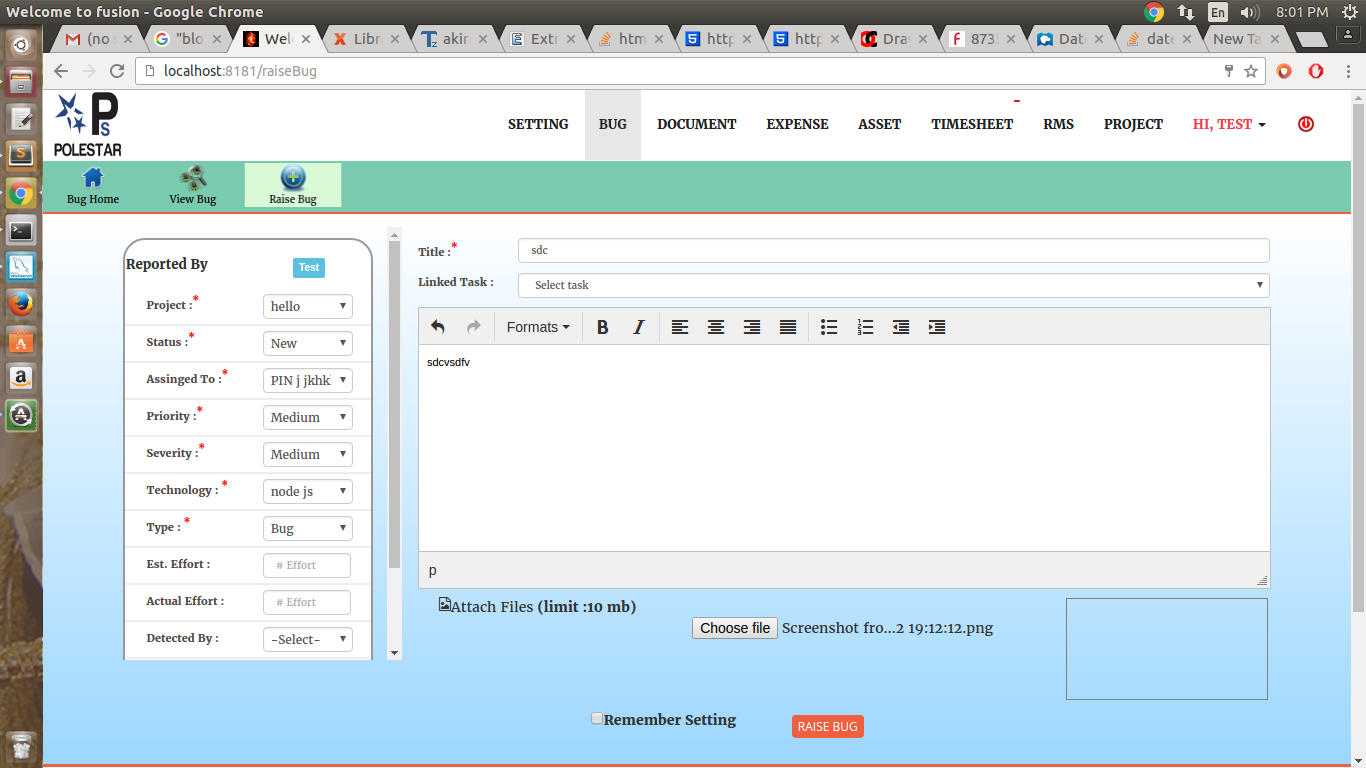 Welcome to fusion - Google Chrome
En 8:01 PM
(no s
"blo
Welc
Libr
akir
Extr
htm
http
http
Drav
8735
Date
date
New Ta
localhost:8181/raiseBug
PS
POLESTAR
SETTING BUG DOCUMENT EXPENSE ASSET TIMESHEET - RMS PROJECT HI, TEST
Bug Home View Bug Raise Bug
Reported By Test
Project :* hello
Status :* New
Assinged To :* PIN j jkhk
Priority :* Medium
Severity :* Medium
Technology : * node js
Type : * Bug
Est. Effort : # Effort
Actual Effort : # Effort
Detected By : -Select-
Title :* sdc
Linked Task : Select task
Formats B I
sdcvsdfv
p
Attach Files (limit :10 mb)
Choose file Screenshot fro...2 19:12:12.png
Remember Setting RAISE BUG